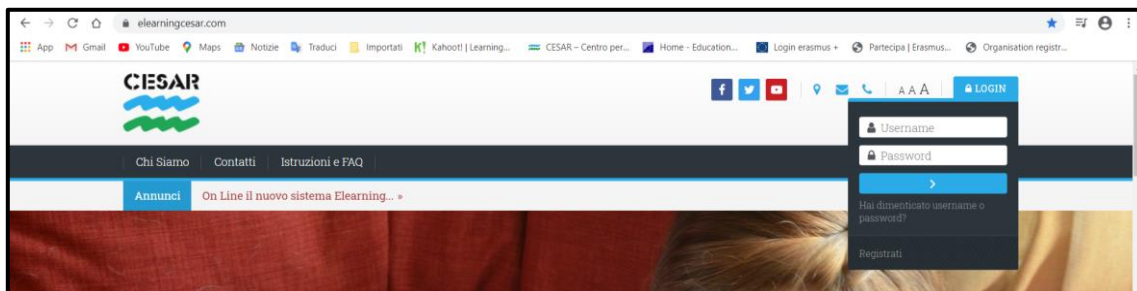 elearningcesar.com
App Gmail YouTube Maps Notizie Traduci Importati Kahoot! | Learning... CESAR – Centro per... Home - Education... Login erasmus + Partecipa | Erasmus... Organisation registr...
CESAR
A A A LOGIN
Username
Password
Chi Siamo Contatti Istruzioni e FAQ
Annunci On Line il nuovo sistema Elearning... »
Hai dimenticato username o
password?
Registrati